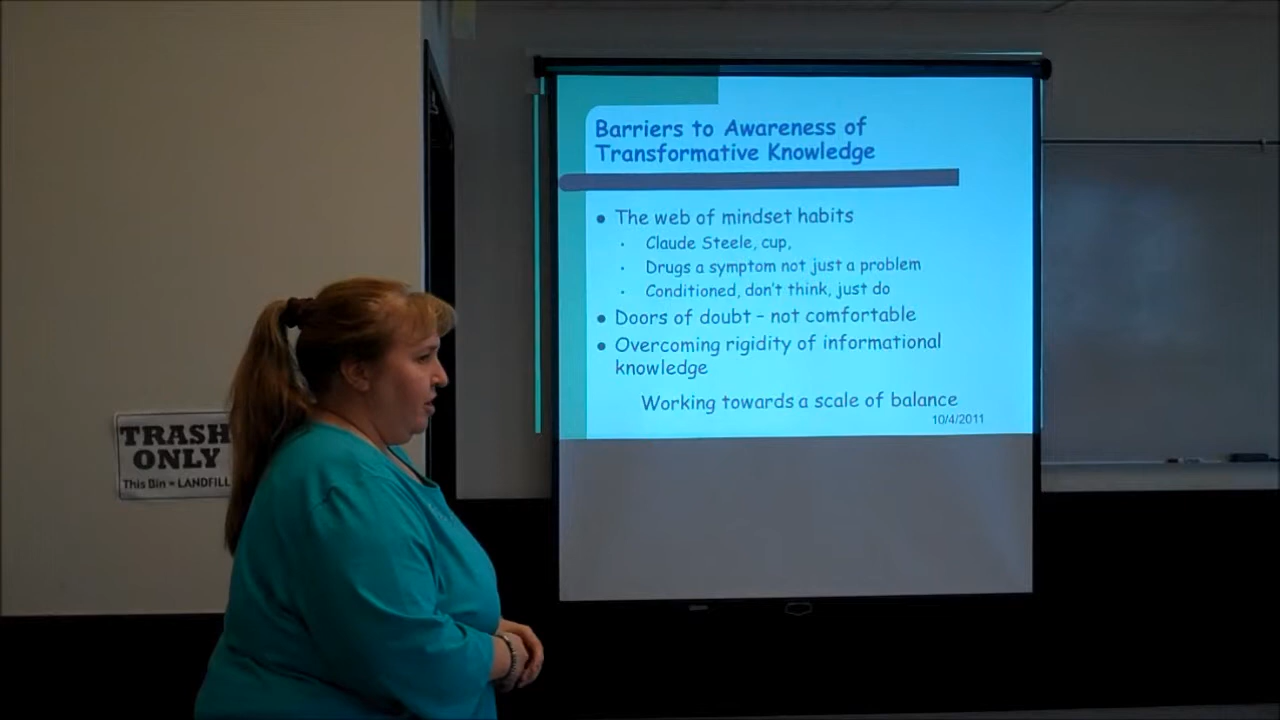 Barriers to Awareness of
Transformative Knowledge
● The web of mindset habits
· Claude Steele, cup,
· Drugs a symptom not just a problem
· Conditioned, don't think, just do
● Doors of doubt – not comfortable
● Overcoming rigidity of informational
knowledge
Working towards a scale of balance
10/4/2011
TRASH
ONLY
This Bin = LANDFILL